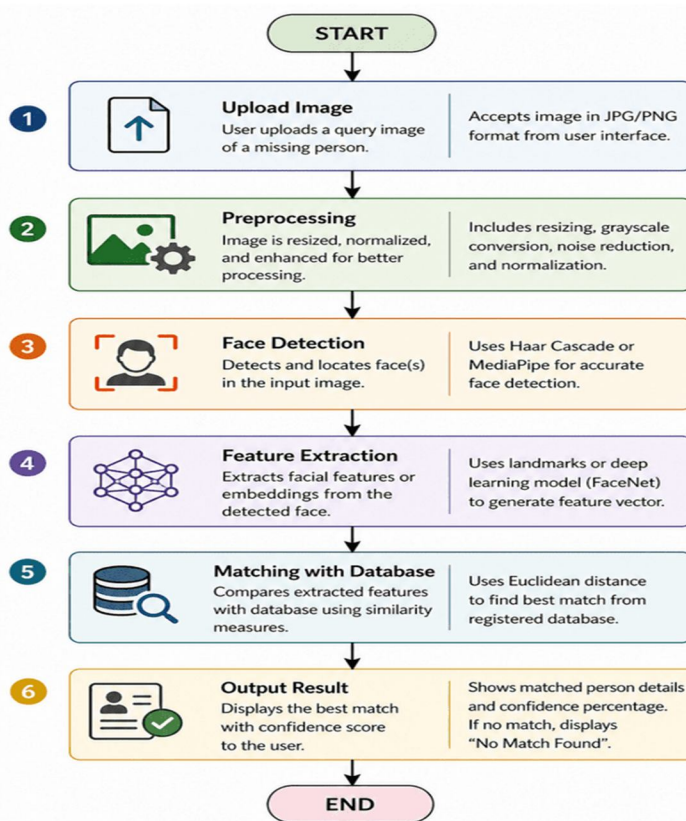 START
1
Upload Image
User uploads a query image
of a missing person.
Accepts image in JPG/PNG
format from user interface.
2
Preprocessing
Image is resized, normalized,
and enhanced for better
processing.
Includes resizing, grayscale
conversion, noise reduction,
and normalization.
3
Face Detection
Detects and locates face(s)
in the input image.
Uses Haar Cascade or
MediaPipe for accurate
face detection.
4
Feature Extraction
Extracts facial features or
embeddings from the
detected face.
Uses landmarks or deep
learning model (FaceNet)
to generate feature vector.
5
Matching with Database
Compares extracted features
with database using similarity
measures.
Uses Euclidean distance
to find best match from
registered database.
6
Output Result
Displays the best match
with confidence score
to the user.
Shows matched person details
and confidence percentage.
If no match, displays
“No Match Found”.
END